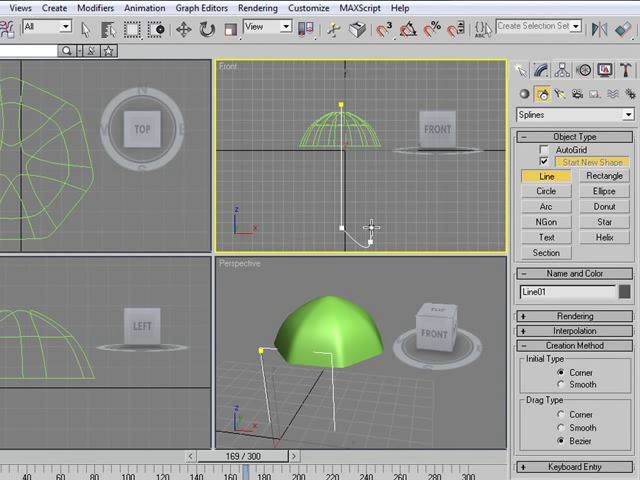 Views Create Modifiers Animation Graph Editors Rendering Customize MAXScript Help
All View Create Selection Set
Front
TOP
FRONT
z
x
Splines
Object Type
AutoGrid
Start New Shape
Line Rectangle
Circle Ellipse
Arc Donut
NGon Star
Text Helix
Section
Name and Color
Line01
Rendering
Interpolation
Creation Method
Initial Type
Corner
Smooth
Drag Type
Corner
Smooth
Bezier
Keyboard Entry
LEFT
Perspective
TOP
FRONT
z
x
169 / 300
40 60 80 100 120 140 160 180 200 220 240 260 280 300